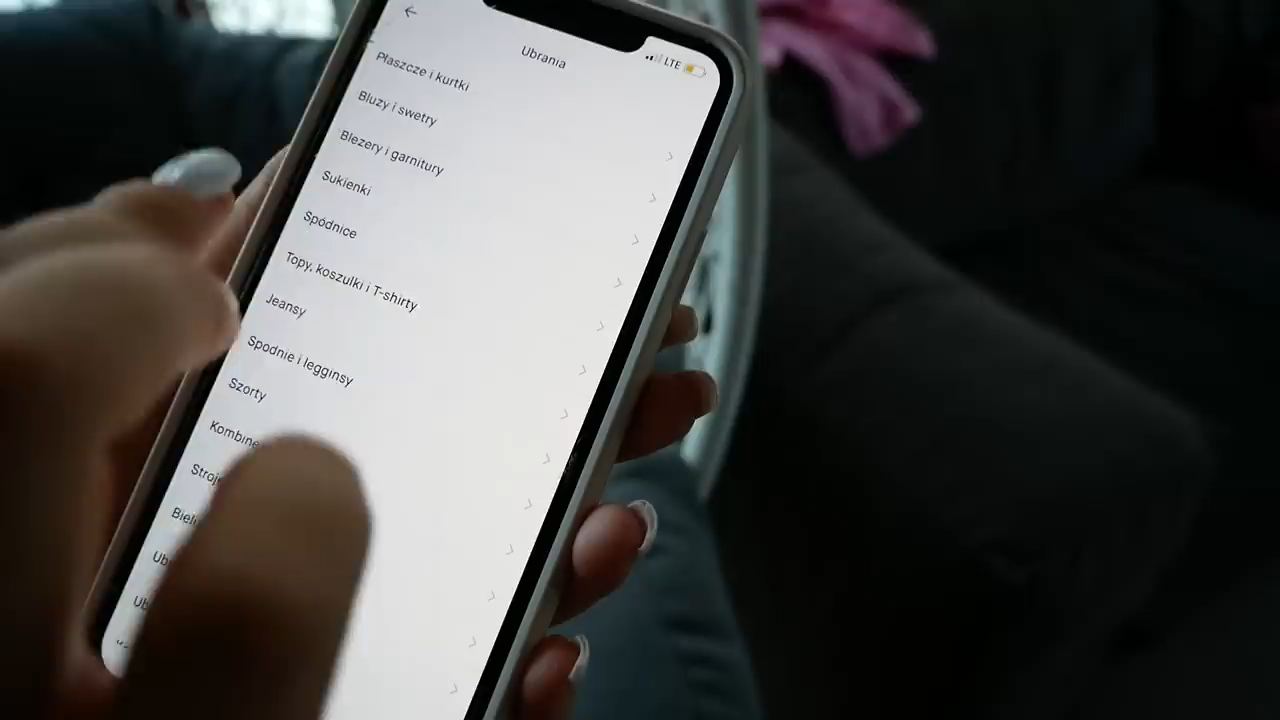 LTE
Ubrania
Płaszcze i kurtki
Bluzy i swetry
Blezery i garnitury
Sukienki
Spódnice
Topy, koszulki i T-shirty
Jeansy
Spodnie i legginsy
Szorty